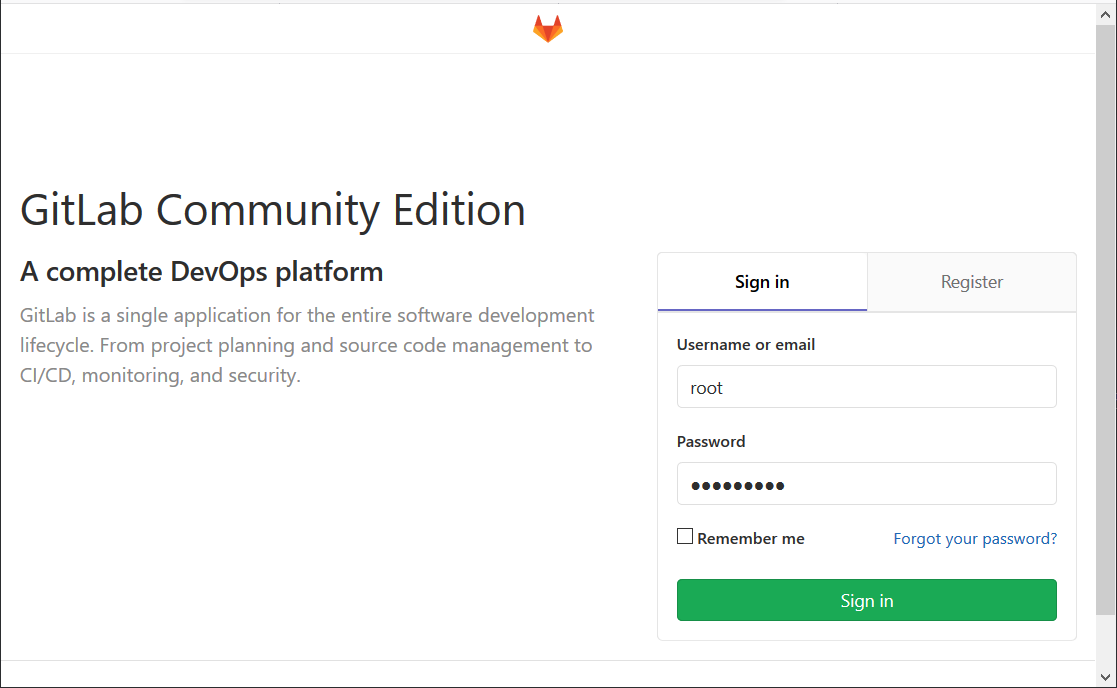 GitLab Community Edition
A complete DevOps platform
GitLab is a single application for the entire software development
lifecycle. From project planning and source code management to
CI/CD, monitoring, and security.
Sign in
Register
Username or email
root
Password
●●●●●●●●●
Remember me
Forgot your password?
Sign in